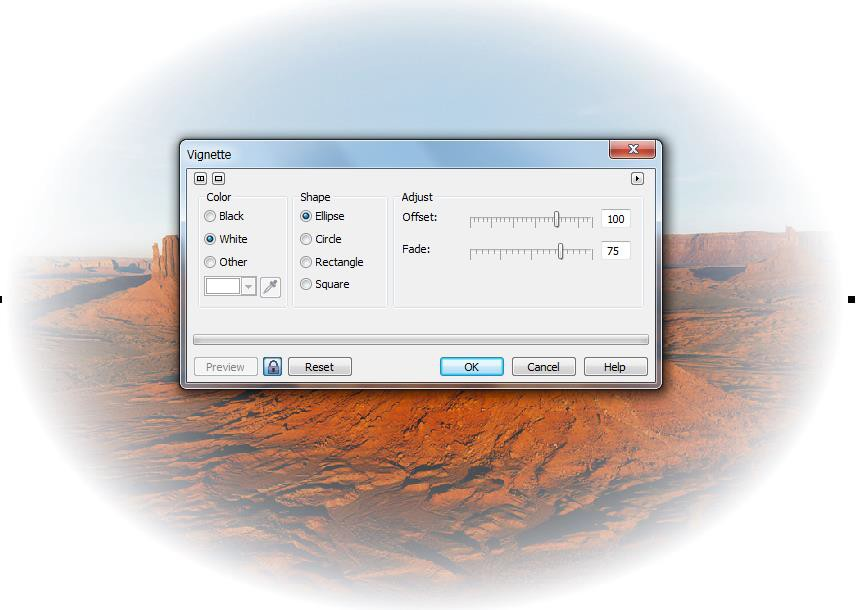 Vignette
Color
Black
White
Other
Shape
Ellipse
Circle
Rectangle
Square
Adjust
Offset: 100
Fade: 75
Preview Reset OK Cancel Help